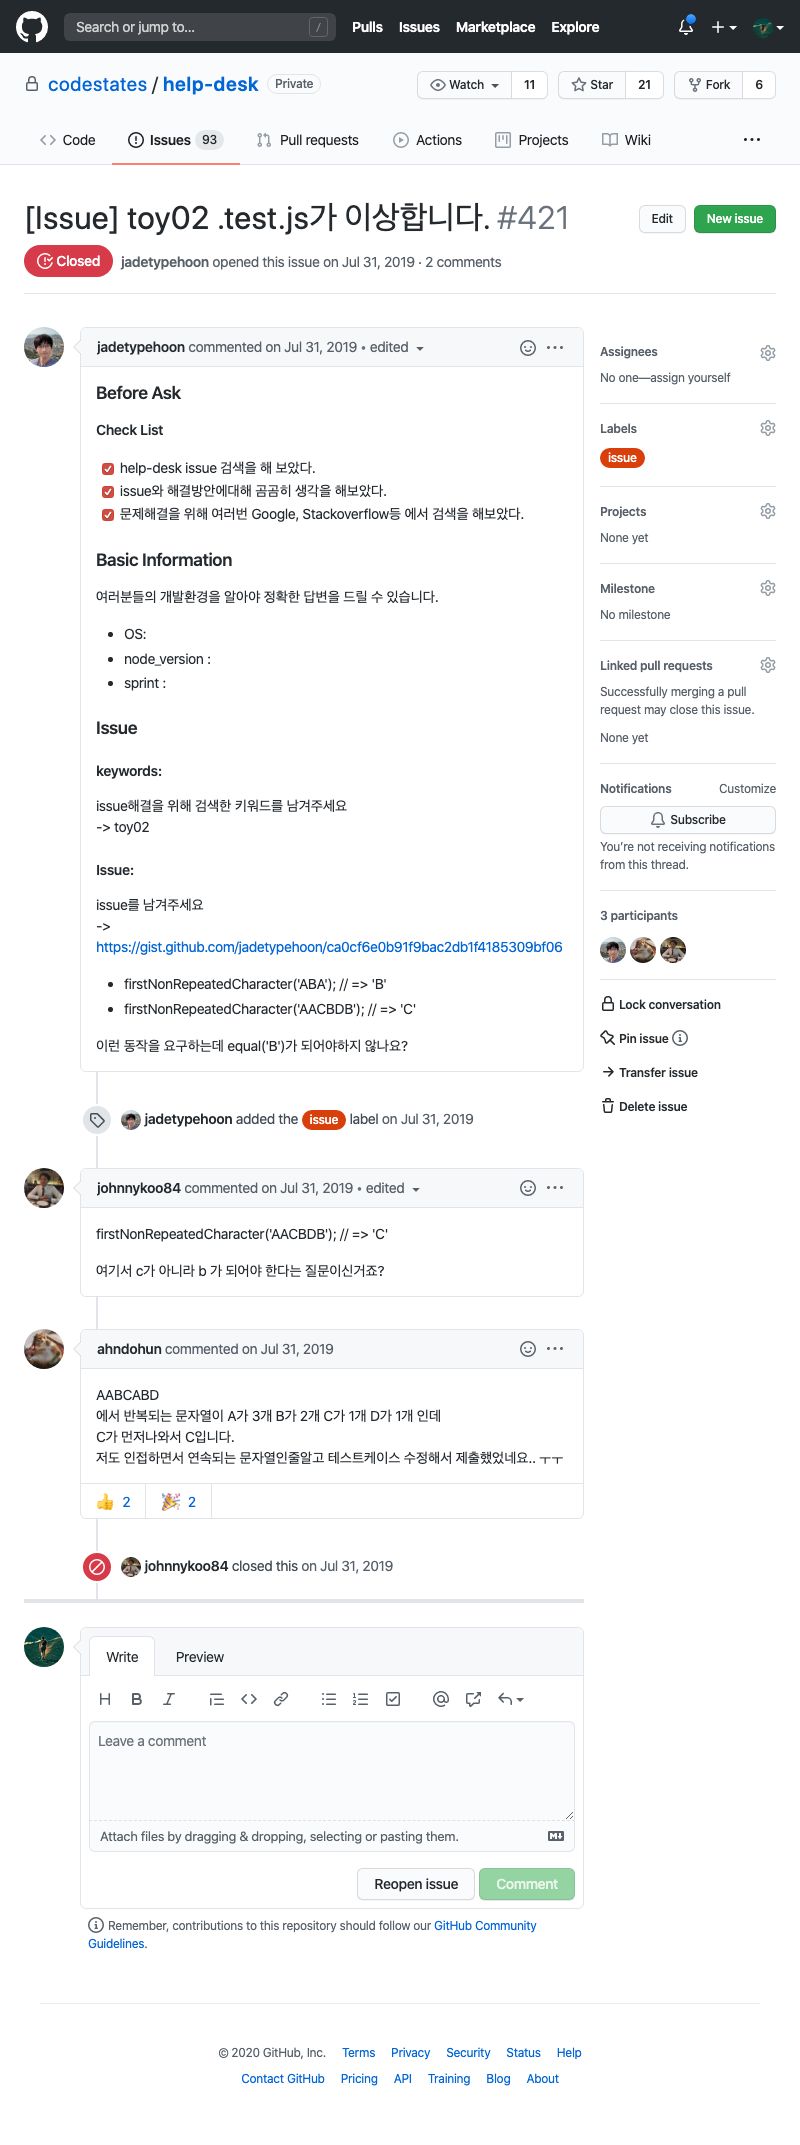 Search or jump to... /
Pulls Issues Marketplace Explore
codestates / help-desk Private
Watch 11 Star 21 Fork 6
Code Issues 93 Pull requests Actions Projects Wiki
[Issue] toy02 .test.js가 이상합니다. #421
Edit New issue
Closed jadetypehoon opened this issue on Jul 31, 2019 · 2 comments
jadetypehoon commented on Jul 31, 2019 • edited
Before Ask
Check List
help-desk issue 검색을 해 보았다.
issue와 해결방안에대해 곰곰히 생각을 해보았다.
문제해결을 위해 여러번 Google, Stackoverflow등 에서 검색을 해보았다.
Basic Information
여러분들의 개발환경을 알아야 정확한 답변을 드릴 수 있습니다.
• OS:
• node_version :
• sprint :
Issue
keywords:
issue해결을 위해 검색한 키워드를 남겨주세요
-> toy02
Issue:
issue를 남겨주세요
->
https://gist.github.com/jadetypehoon/ca0cf6e0b91f9bac2db1f4185309bf06
• firstNonRepeatedCharacter('ABA'); // => 'B'
• firstNonRepeatedCharacter('AACBDB'); // => 'C'
이런 동작을 요구하는데 equal('B')가 되어야하지 않나요?
jadetypehoon added the issue label on Jul 31, 2019
johnnykoo84 commented on Jul 31, 2019 • edited
firstNonRepeatedCharacter('AACBDB'); // => 'C'
여기서 c가 아니라 b 가 되어야 한다는 질문이신거죠?
ahndohun commented on Jul 31, 2019
AABCABD
에서 반복되는 문자열이 A가 3개 B가 2개 C가 1개 D가 1개 인데
C가 먼저나와서 C입니다.
저도 인접하면서 연속되는 문자열인줄알고 테스트케이스 수정해서 제출했었네요.. ㅜㅜ
2 2
johnnykoo84 closed this on Jul 31, 2019
Write Preview
H B I
Leave a comment
Attach files by dragging & dropping, selecting or pasting them.
Reopen issue Comment
Remember, contributions to this repository should follow our GitHub Community
Guidelines.
Assignees
No one—assign yourself
Labels
issue
Projects
None yet
Milestone
No milestone
Linked pull requests
Successfully merging a pull
request may close this issue.
None yet
Notifications Customize
Subscribe
You're not receiving notifications
from this thread.
3 participants
Lock conversation
Pin issue
Transfer issue
Delete issue
© 2020 GitHub, Inc. Terms Privacy Security Status Help
Contact GitHub Pricing API Training Blog About